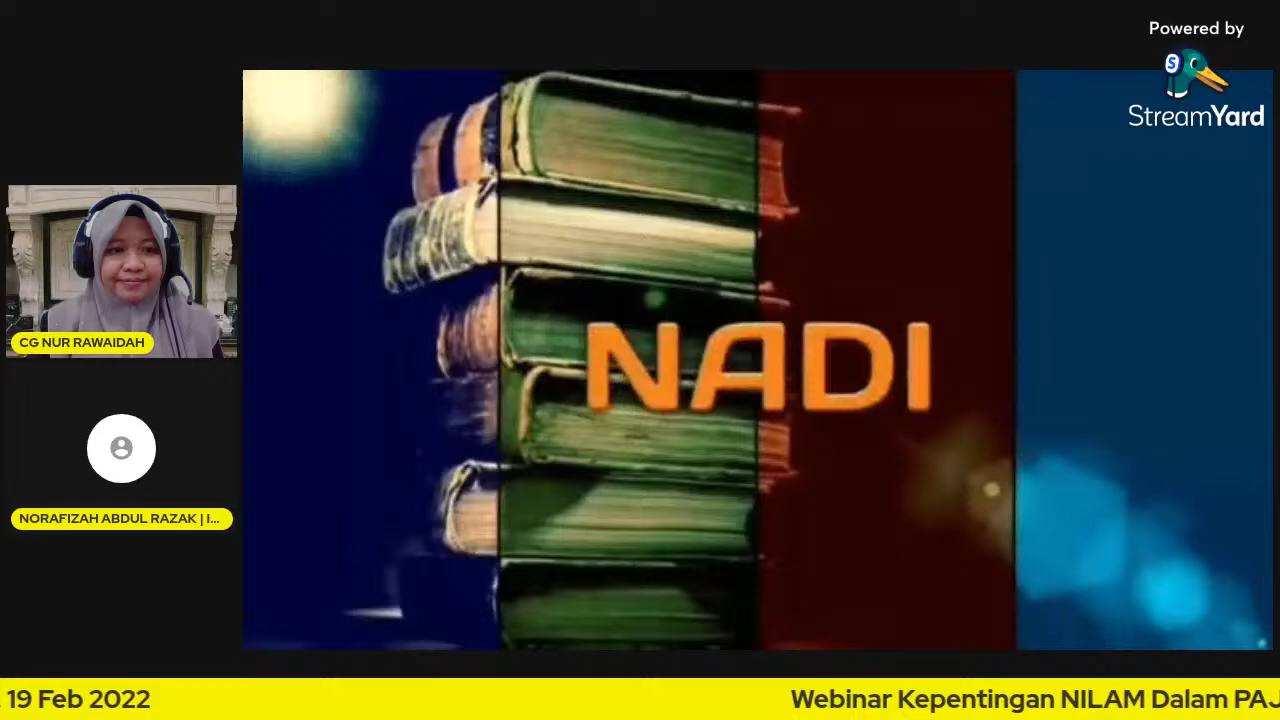 Powered by
StreamYard
CG NUR RAWAIDAH
NADI
NORAFIZAH ABDUL RAZAK | I...
19 Feb 2022
Webinar Kepentingan NILAM Dalam PAJ